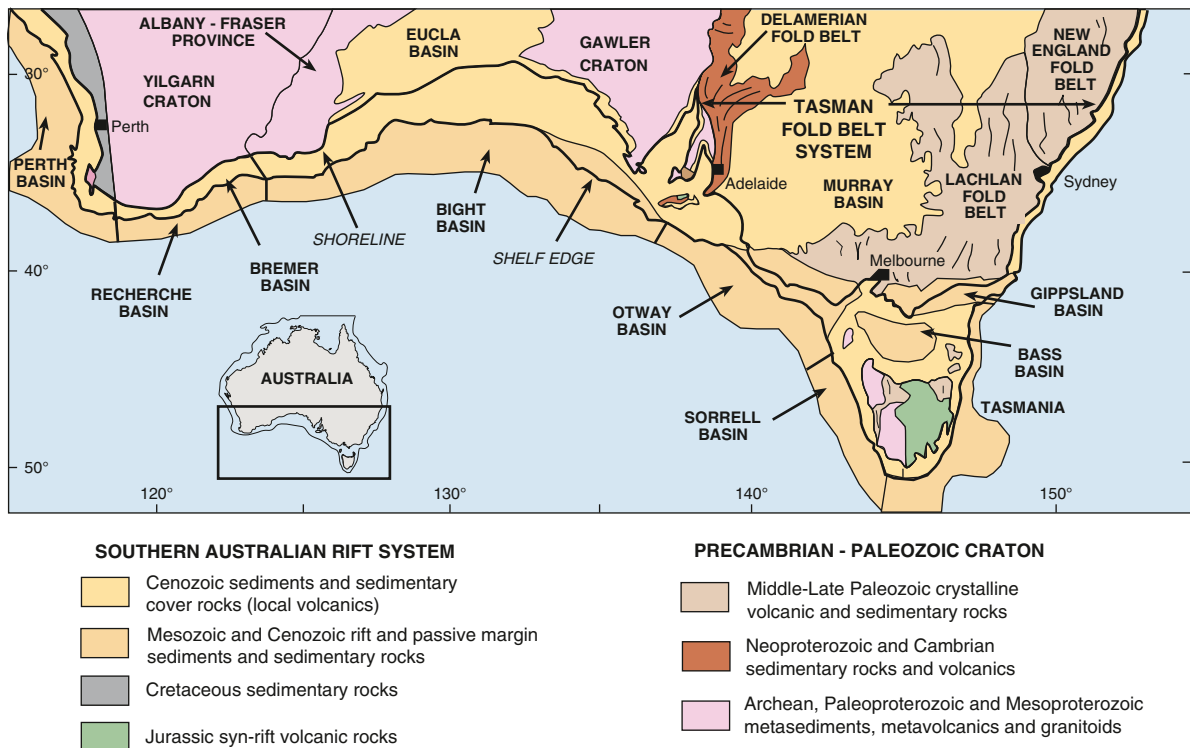 ALBANY - FRASER
PROVINCE
EUCLA
BASIN
GAWLER
CRATON
DELAMERIAN
FOLD BELT
NEW
ENGLAND
FOLD
BELT
30°
YILGARN
CRATON
Perth
TASMAN
FOLD BELT
SYSTEM
PERTH
BASIN
Adelaide
MURRAY
BASIN
LACHLAN
FOLD
BELT
Sydney
BIGHT
BASIN
SHORELINE
SHELF EDGE
40°
Melbourne
BREMER
BASIN
RECHERCHE
BASIN
OTWAY
BASIN
GIPPSLAND
BASIN
BASS
BASIN
AUSTRALIA
SORRELL
BASIN
TASMANIA
50°
120°
130°
140°
150°
SOUTHERN AUSTRALIAN RIFT SYSTEM
Cenozoic sediments and sedimentary
cover rocks (local volcanics)
Mesozoic and Cenozoic rift and passive margin
sediments and sedimentary rocks
Cretaceous sedimentary rocks
Jurassic syn-rift volcanic rocks
PRECAMBRIAN - PALEOZOIC CRATON
Middle-Late Paleozoic crystalline
volcanic and sedimentary rocks
Neoproterozoic and Cambrian
sedimentary rocks and volcanics
Archean, Paleoproterozoic and Mesoproterozoic
metasediments, metavolcanics and granitoids